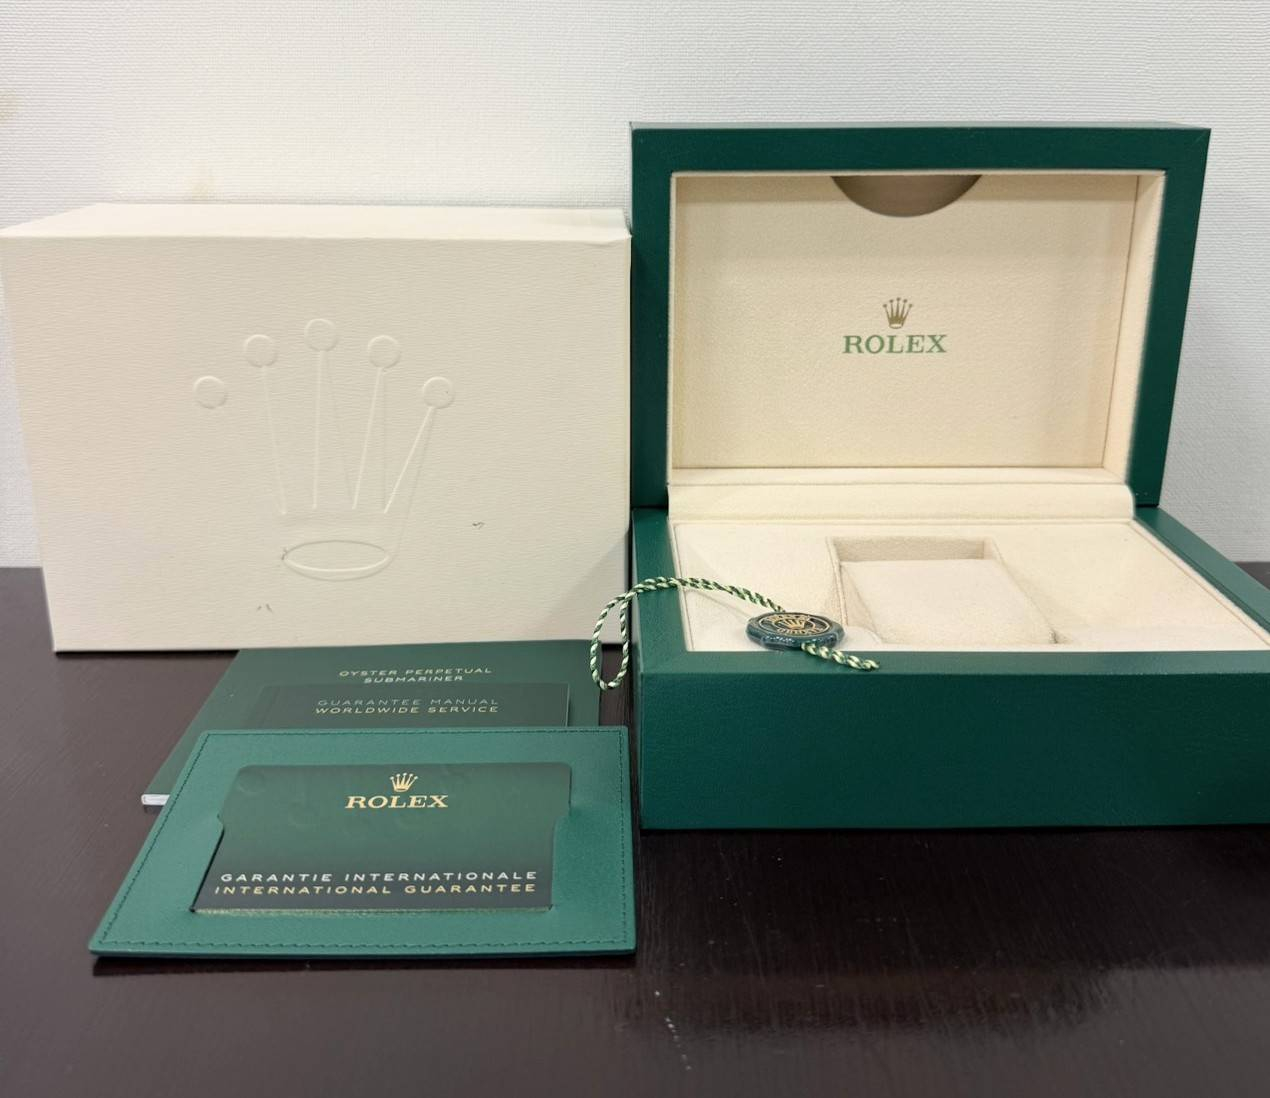 ROLEX
OYSTER PERPETUAL
SUBMARINER
GUARANTEE MANUAL
WORLDWIDE SERVICE
ROLEX
GARANTIE INTERNATIONALE
INTERNATIONAL GUARANTEE